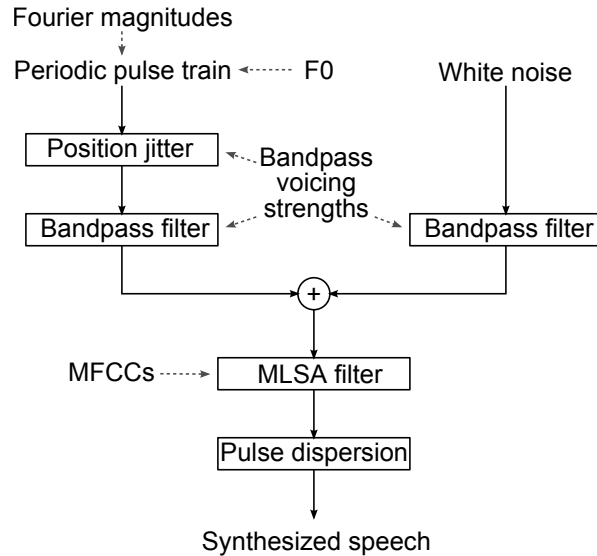 Fourier magnitudes
Periodic pulse train
F0
White noise
Position jitter
Bandpass
voicing
strengths
Bandpass filter
Bandpass filter
+
MFCCs
MLSA filter
Pulse dispersion
Synthesized speech